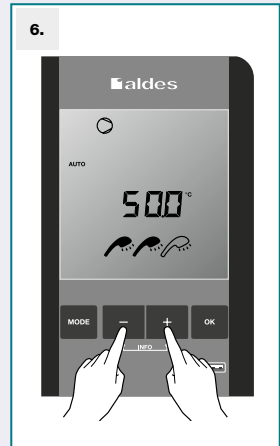 6.
aldes
AUTO
50.0 °C
MODE − + OK
INFO